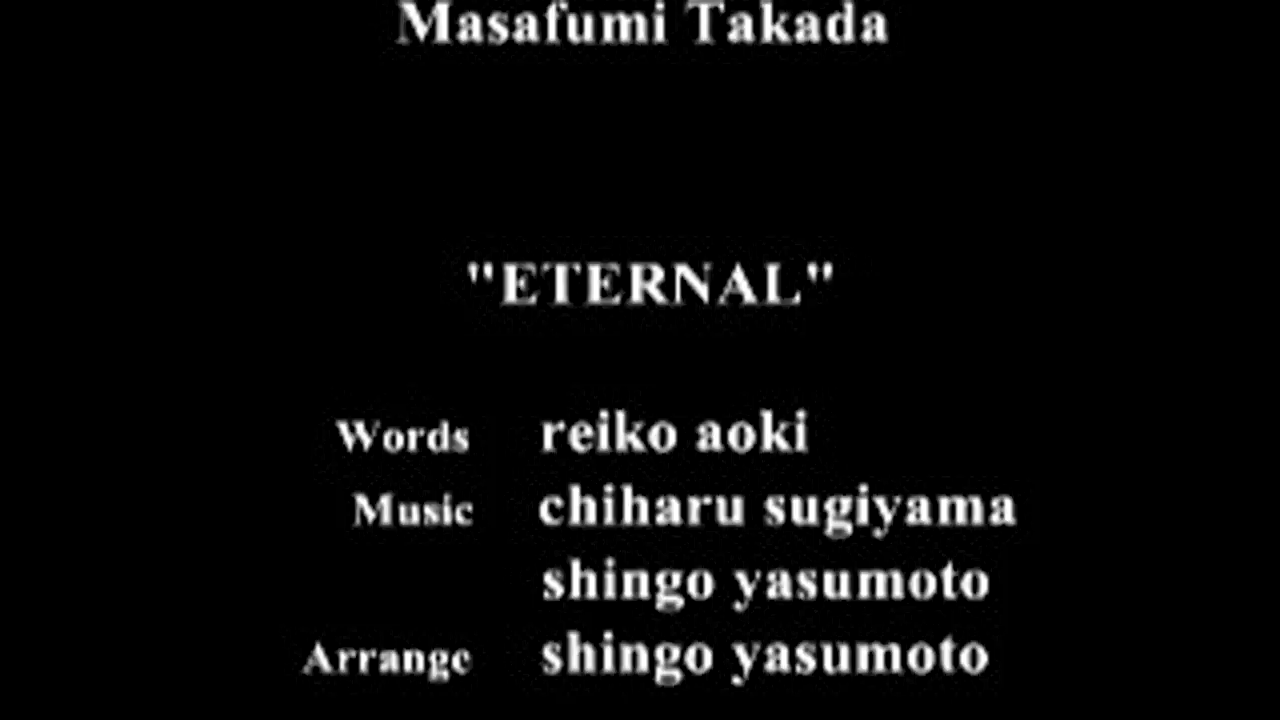 Masafumi Takada
"ETERNAL"
Words reiko aoki
Music chiharu sugiyama
shingo yasumoto
Arrange shingo yasumoto